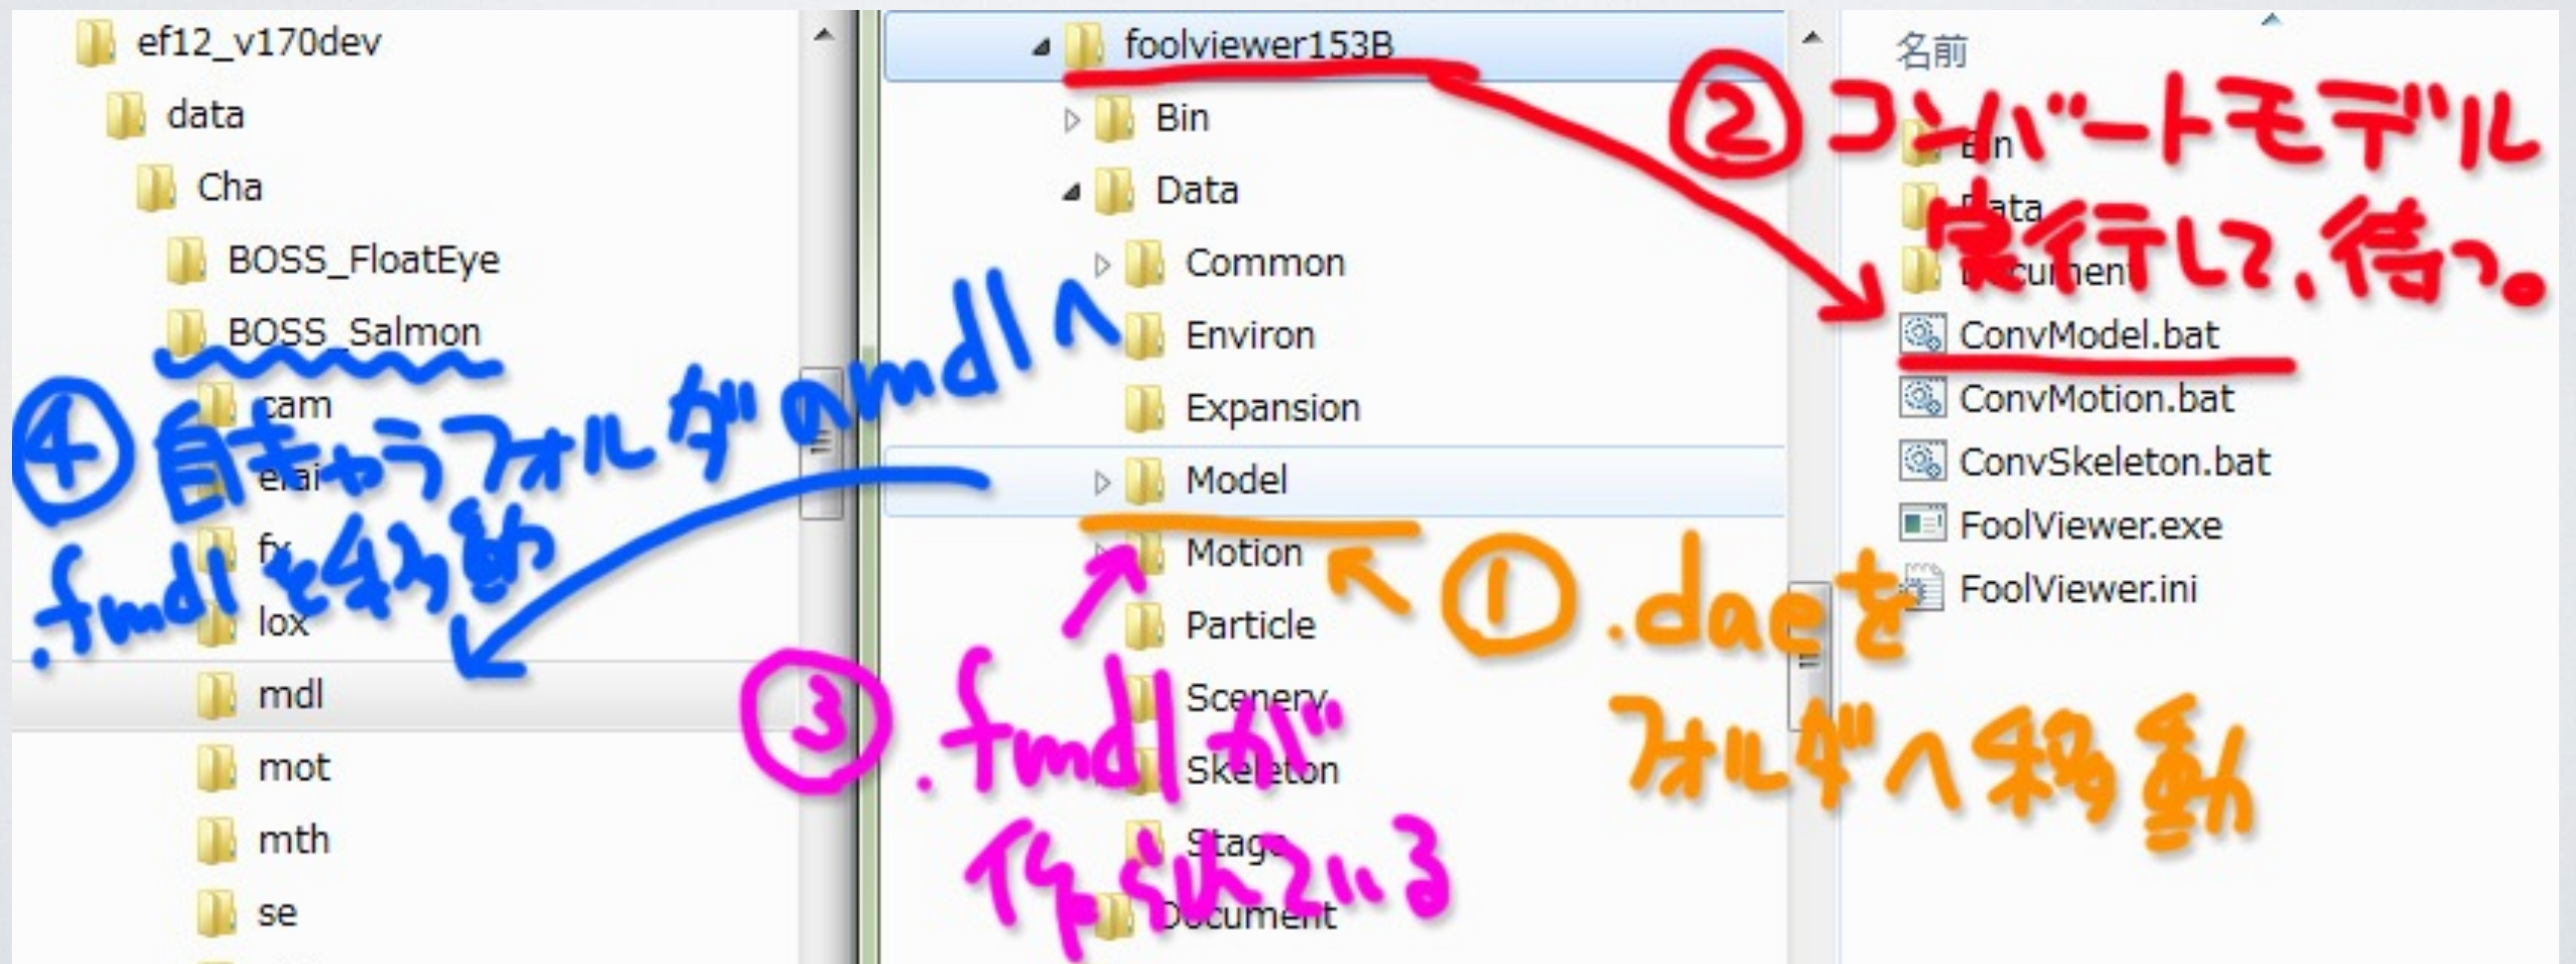 ef12_v170dev
data
Cha
BOSS_FloatEye
BOSS_Salmon
cam
erai
fx
lox
mdl
mot
mth
se
④自キャラフォルダのmdlへ
.fmdlを移動
foolviewer153B
Bin
Data
Common
Environ
Expansion
Model
Motion
Particle
Scenery
Skeleton
Stage
Document
③.fmdlが
作られている
①.daeを
フォルダへ移動
名前
②コンバートモデル
実行して、待つ。
Bin
Data
Document
ConvModel.bat
ConvMotion.bat
ConvSkeleton.bat
FoolViewer.exe
FoolViewer.ini